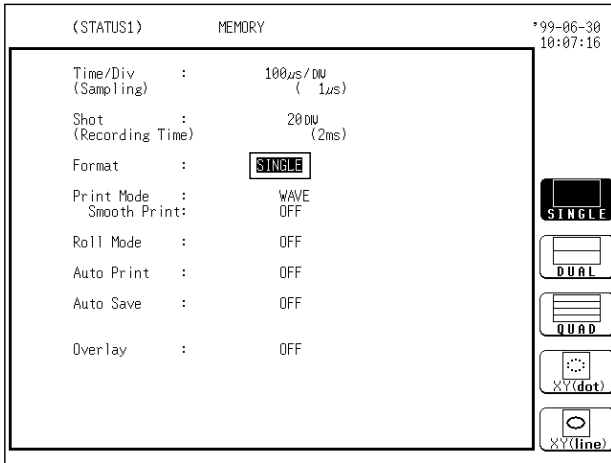 (STATUS1) MEMORY '99-06-30
10:07:16
Time/Div : 100µs/DIV
(Sampling) ( 1µs)
Shot : 20DIV
(Recording Time) (2ms)
Format : SINGLE
Print Mode : WAVE
Smooth Print: OFF
Roll Mode : OFF
Auto Print : OFF
Auto Save : OFF
Overlay : OFF
SINGLE
DUAL
QUAD
XY(dot)
XY(line)